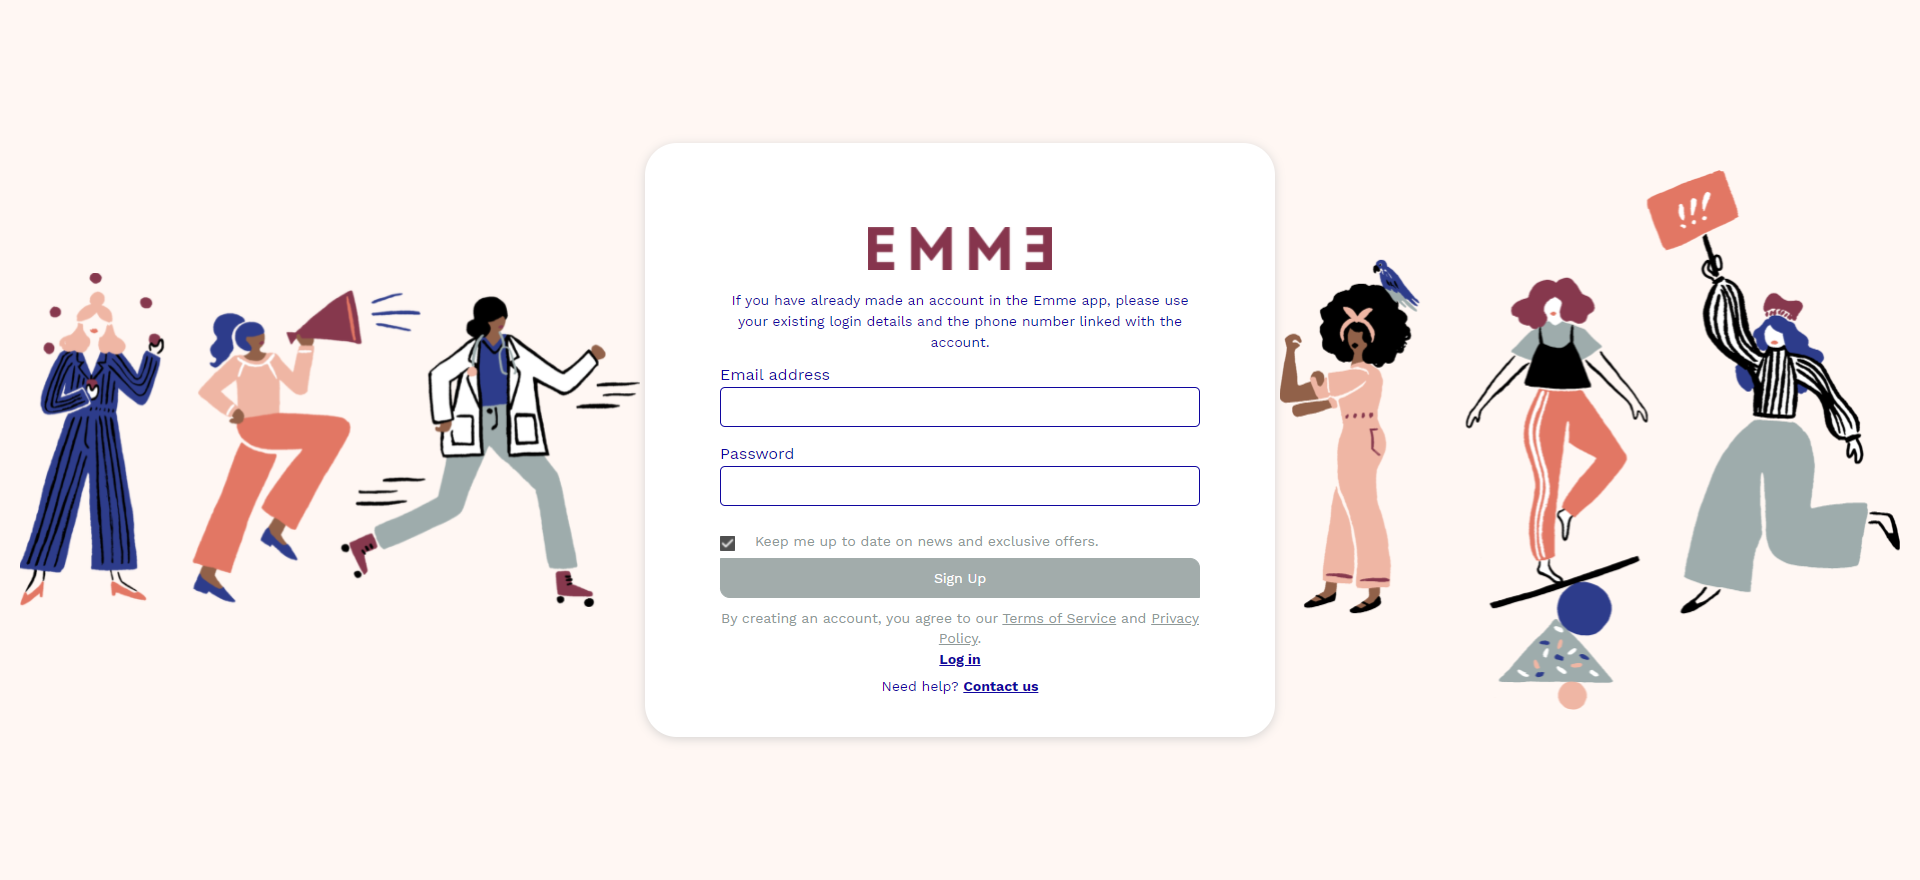 !!!
EMME
If you have already made an account in the Emme app, please use
your existing login details and the phone number linked with the
account.
Email address
Password
Keep me up to date on news and exclusive offers.
Sign Up
By creating an account, you agree to our Terms of Service and Privacy
Policy.
Log in
Need help? Contact us